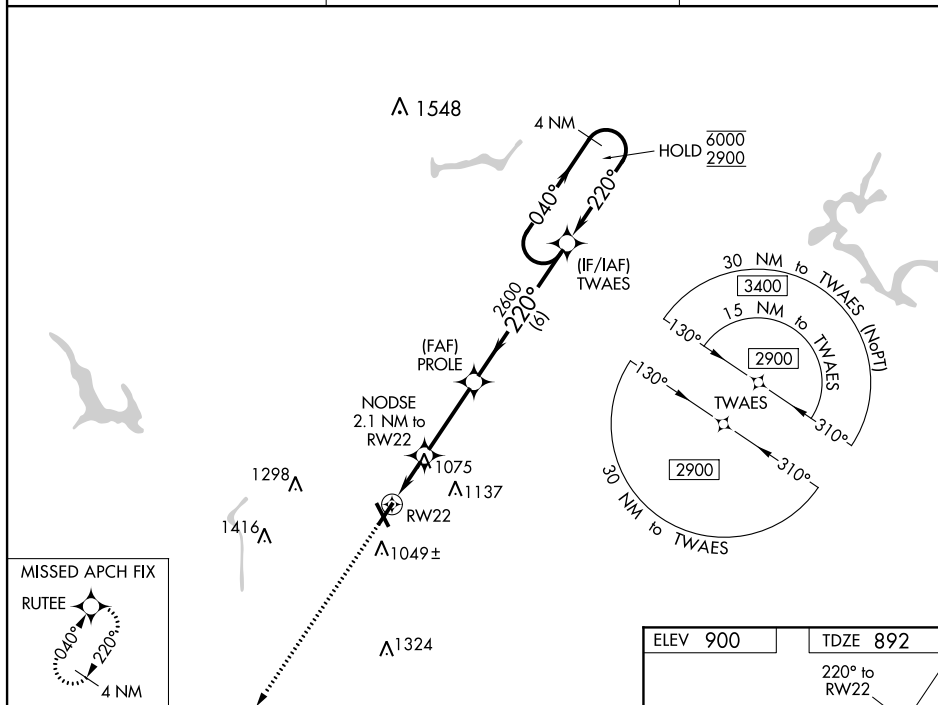 1548
4 NM
HOLD
6000
2900
040°
220°
(IF/IAF)
TWAES
2600
220°
(6)
(FAF)
PROLE
NODSE
2.1 NM to
RW22
1075
1137
RW22
1298
1416
1049±
1324
30 NM to TWAES (NoPT)
3400
15 NM to TWAES
2900
130°
310°
TWAES
130°
310°
2900
30 NM to TWAES
MISSED APCH FIX
RUTEE
040°
220°
4 NM
ELEV 900
TDZE 892
220° to
RW22